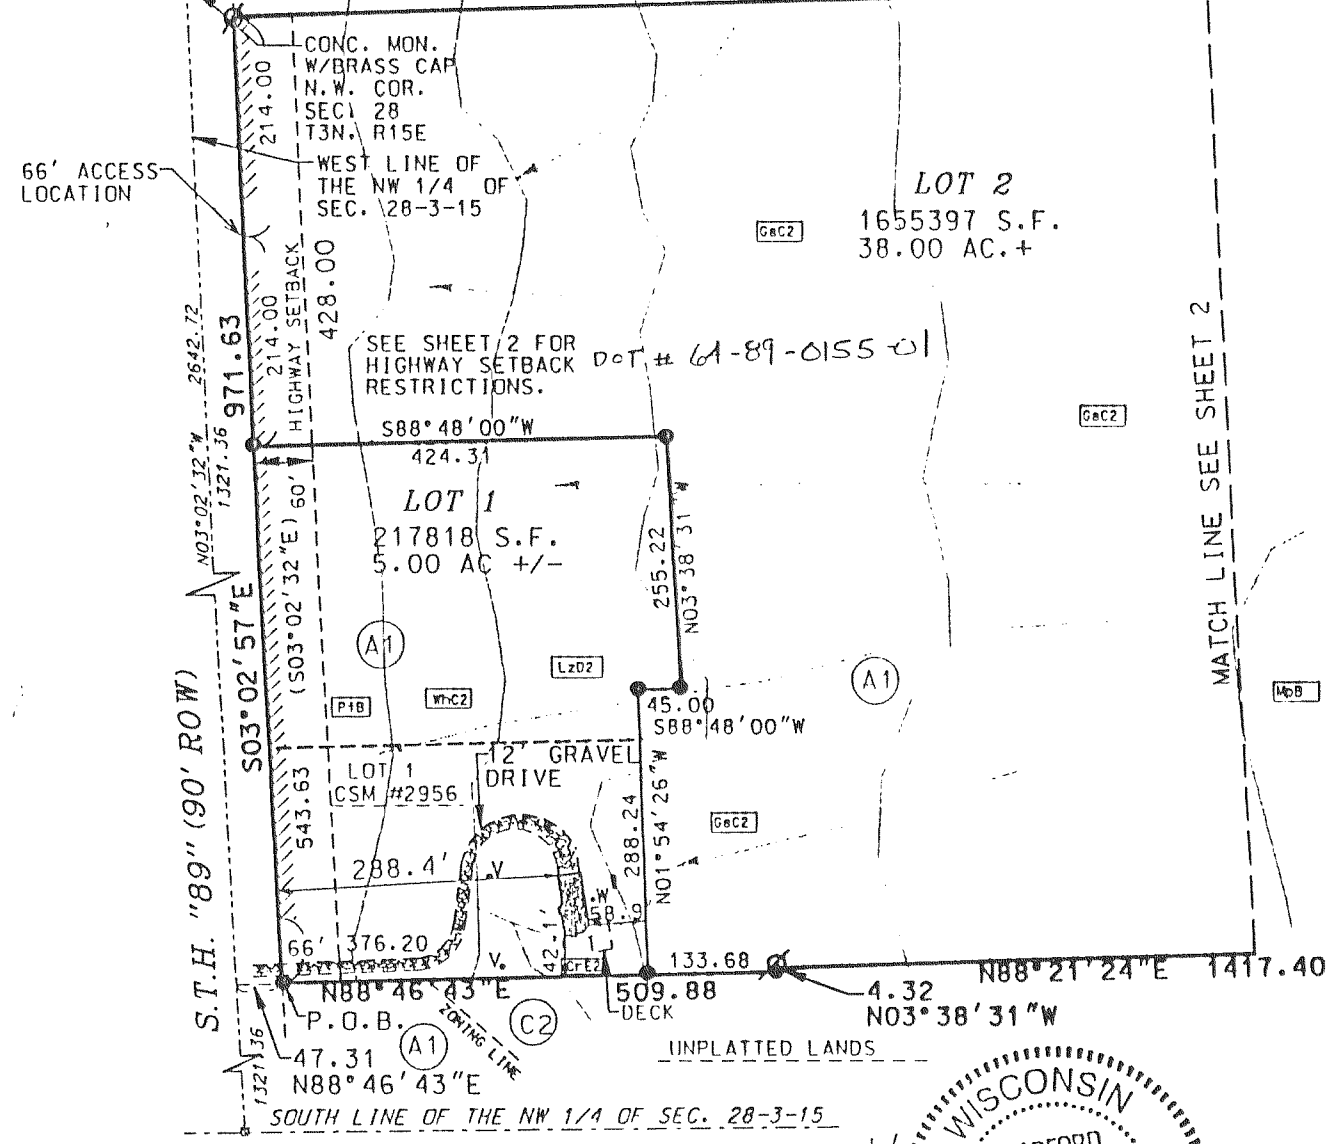 CONC. MON.
W/BRASS CAP
N.W. COR.
SEC. 28
T3N, R15E
214.00
WEST LINE OF
THE NW 1/4 OF
SEC. 28-3-15
66' ACCESS
LOCATION
LOT 2
1655397 S.F.
38.00 AC.+
GaC2
HIGHWAY SETBACK
428.00
214.00
971.63
2642.72
N03°02'32"W
1321.36
SEE SHEET 2 FOR
HIGHWAY SETBACK
RESTRICTIONS.
DOT # 61-89-0155-01
GaC2
MATCH LINE SEE SHEET 2
S88°48'00"W
424.31
LOT 1
217818 S.F.
5.00 AC +/-
60'
(S03°02'32"E)
S03°02'57"E
255.22
N03°38'31"W
A1
LzD2
PtB
WhC2
A1
MpB
45.00
S88°48'00"W
12' GRAVEL
DRIVE
LOT 1
CSM #2956
543.63
288.24
N01°54'26"W
GaC2
S.T.H. "89" (90' ROW)
288.4'
.V
.W
58.9
42.1'
66'
376.20
V.
CrE2
133.68
N88°21'24"E 1417.40
N88°46'43"E
509.88
4.32
N03°38'31"W
DECK
P.O.B.
A1
ZONING LINE
C2
UNPLATTED LANDS
47.31
N88°46'43"E
1321.36
SOUTH LINE OF THE NW 1/4 OF SEC. 28-3-15
WISCONSIN